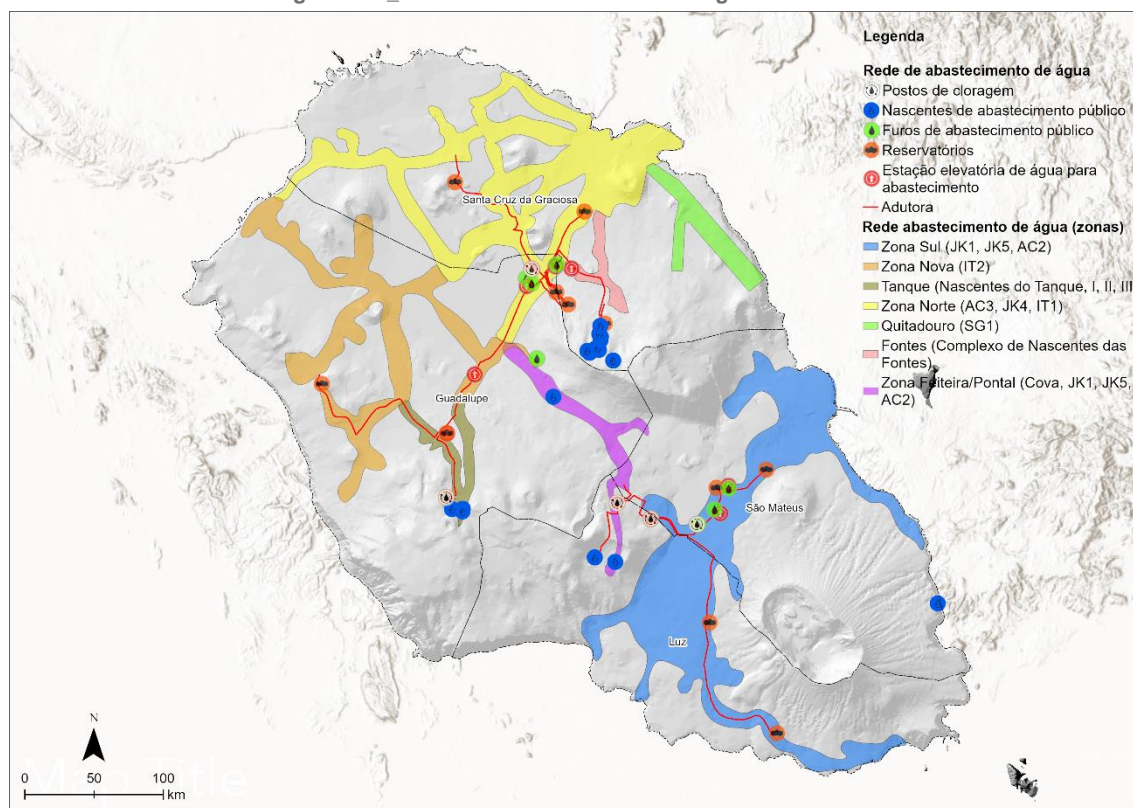 Legenda
Rede de abastecimento de água
Postos de cloragem
Nascentes de abastecimento público
Furos de abastecimento público
Reservatórios
Estação elevatória de água para
abastecimento
Adutora
Rede abastecimento de água (zonas)
Zona Sul (JK1, JK5, AC2)
Zona Nova (IT2)
Tanque (Nascentes do Tanque, I, II, III
Zona Norte (AC3, JK4, IT1)
Quitadouro (SG1)
Fontes (Complexo de Nascentes das
Fontes)
Zona Feiteira/Pontal (Cova, JK1, JK5,
AC2)
Santa Cruz da Graciosa
Guadalupe
São Mateus
Luz
N
Map Title
0 50 100
km